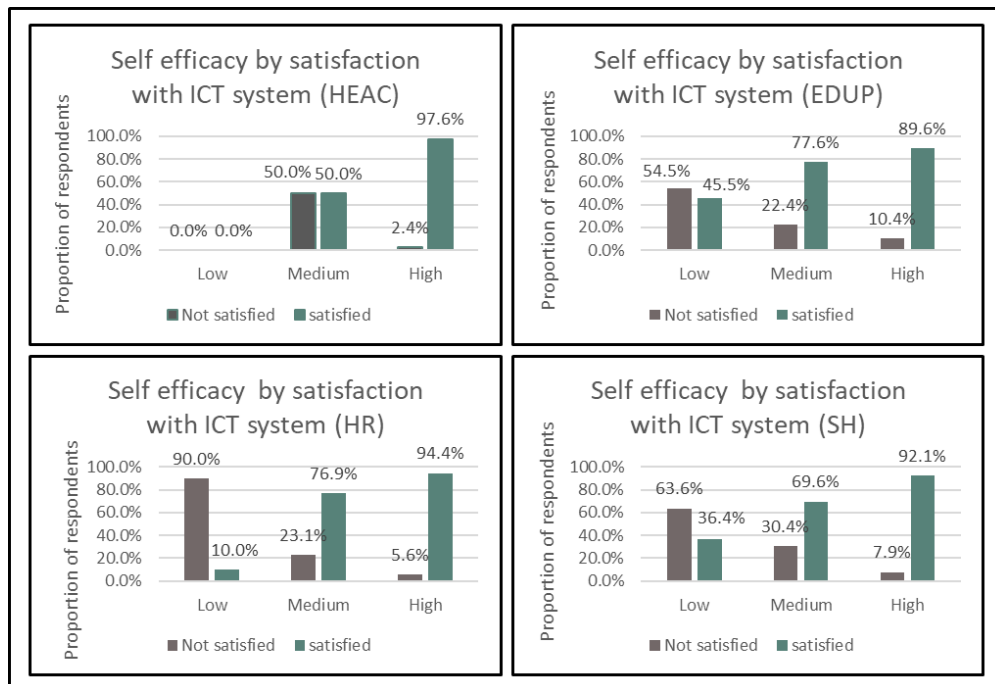 Self efficacy by satisfaction
with ICT system (HEAC)
Proportion of respondents
100.0%
80.0%
60.0%
40.0%
20.0%
0.0%
0.0% 0.0%
50.0% 50.0%
2.4%
97.6%
Low Medium High
Not satisfied satisfied
Self efficacy by satisfaction
with ICT system (EDUP)
Proportion of respondents
100.0%
80.0%
60.0%
40.0%
20.0%
0.0%
54.5%
45.5%
22.4%
77.6%
10.4%
89.6%
Low Medium High
Not satisfied satisfied
Self efficacy by satisfaction
with ICT system (HR)
Proportion of respondents
100.0%
80.0%
60.0%
40.0%
20.0%
0.0%
90.0%
10.0%
23.1%
76.9%
5.6%
94.4%
Low Medium High
Not satisfied satisfied
Self efficacy by satisfaction
with ICT system (SH)
Proportion of respondents
100.0%
80.0%
60.0%
40.0%
20.0%
0.0%
63.6%
36.4%
30.4%
69.6%
7.9%
92.1%
Low Medium High
Not satisfied satisfied